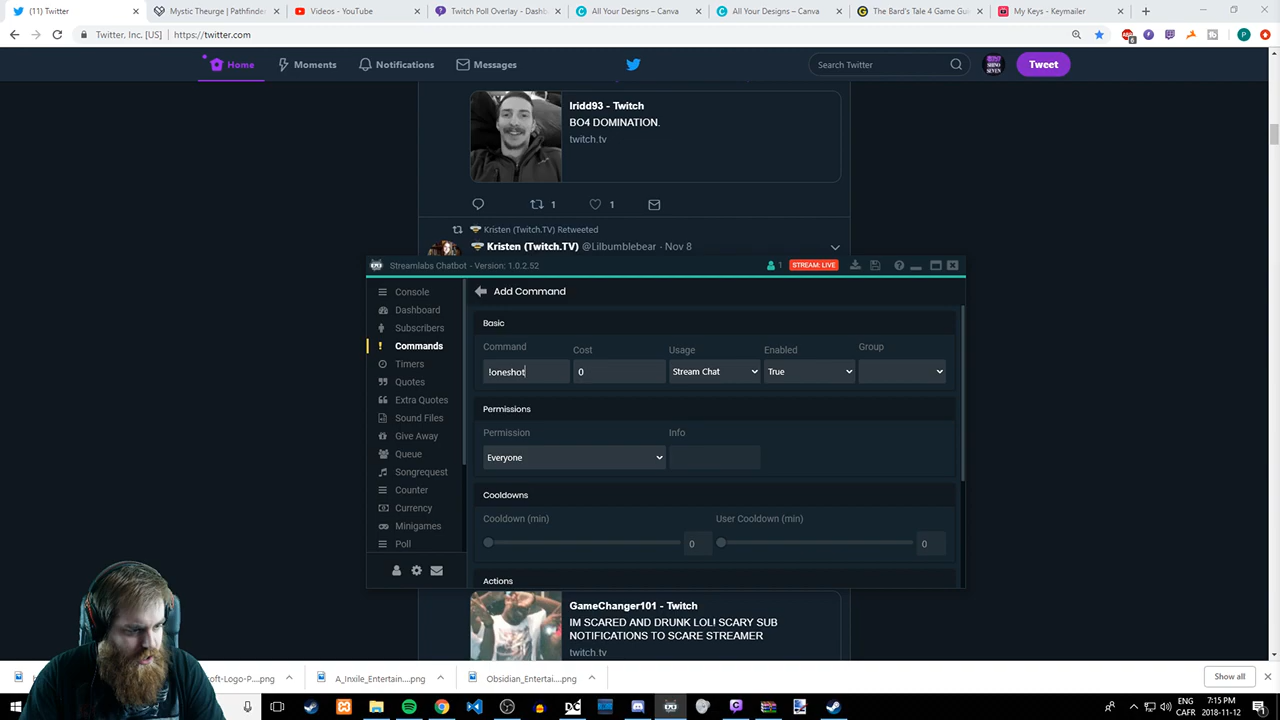 (11) Twitter
Mystic Theurge | Pathfinder
Videos - YouTube
Twitch Poll Overlay - Dashb
All Your Designs – Canva
All Your Designs – Canva
The Bard's Tale 4 Game Gui
My Keys - Keymailer
Twitter, Inc. [US] | https://twitter.com
Home
Moments
Notifications
Messages
Search Twitter
Tweet
Iridd93 - Twitch
BO4 DOMINATION.
twitch.tv
1
1
Kristen (Twitch.TV) Retweeted
Kristen (Twitch.TV) @Lilbumblebear · Nov 8
Streamlabs Chatbot - Version: 1.0.2.52
1
STREAM: LIVE
Console
Dashboard
Subscribers
Commands
Timers
Quotes
Extra Quotes
Sound Files
Give Away
Queue
Songrequest
Counter
Currency
Minigames
Poll
Add Command
Basic
Command
Cost
Usage
Enabled
Group
!oneshot
0
Stream Chat
True
Permissions
Permission
Info
Everyone
Cooldowns
Cooldown (min)
User Cooldown (min)
0
0
Actions
GameChanger101 - Twitch
IM SCARED AND DRUNK LOL! SCARY SUB
NOTIFICATIONS TO SCARE STREAMER
twitch.tv
oft-Logo-P....png
A_Inxile_Entertain....png
Obsidian_Entertai....png
Show all
ENG
CAFR
7:15 PM
2018-11-12